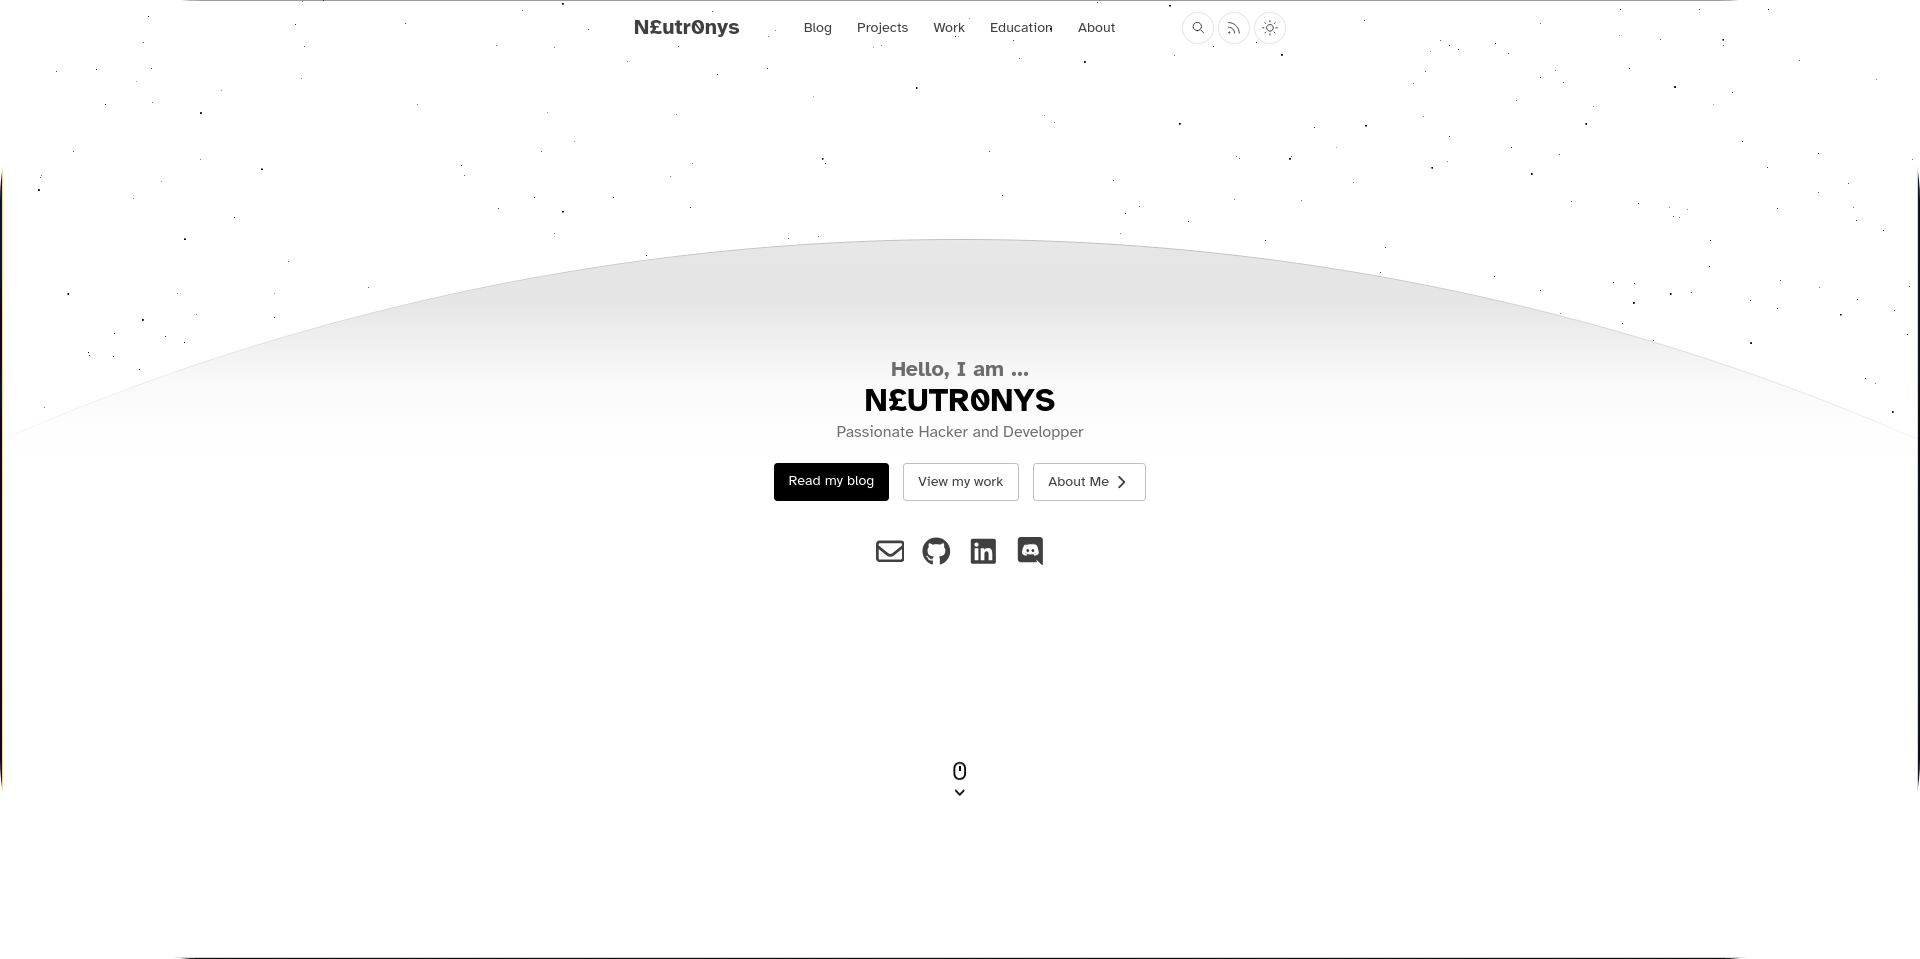 N£utr0nys
Blog Projects Work Education About
Hello, I am ...
N£UTR0NYS
Passionate Hacker and Developper
Read my blog View my work About Me